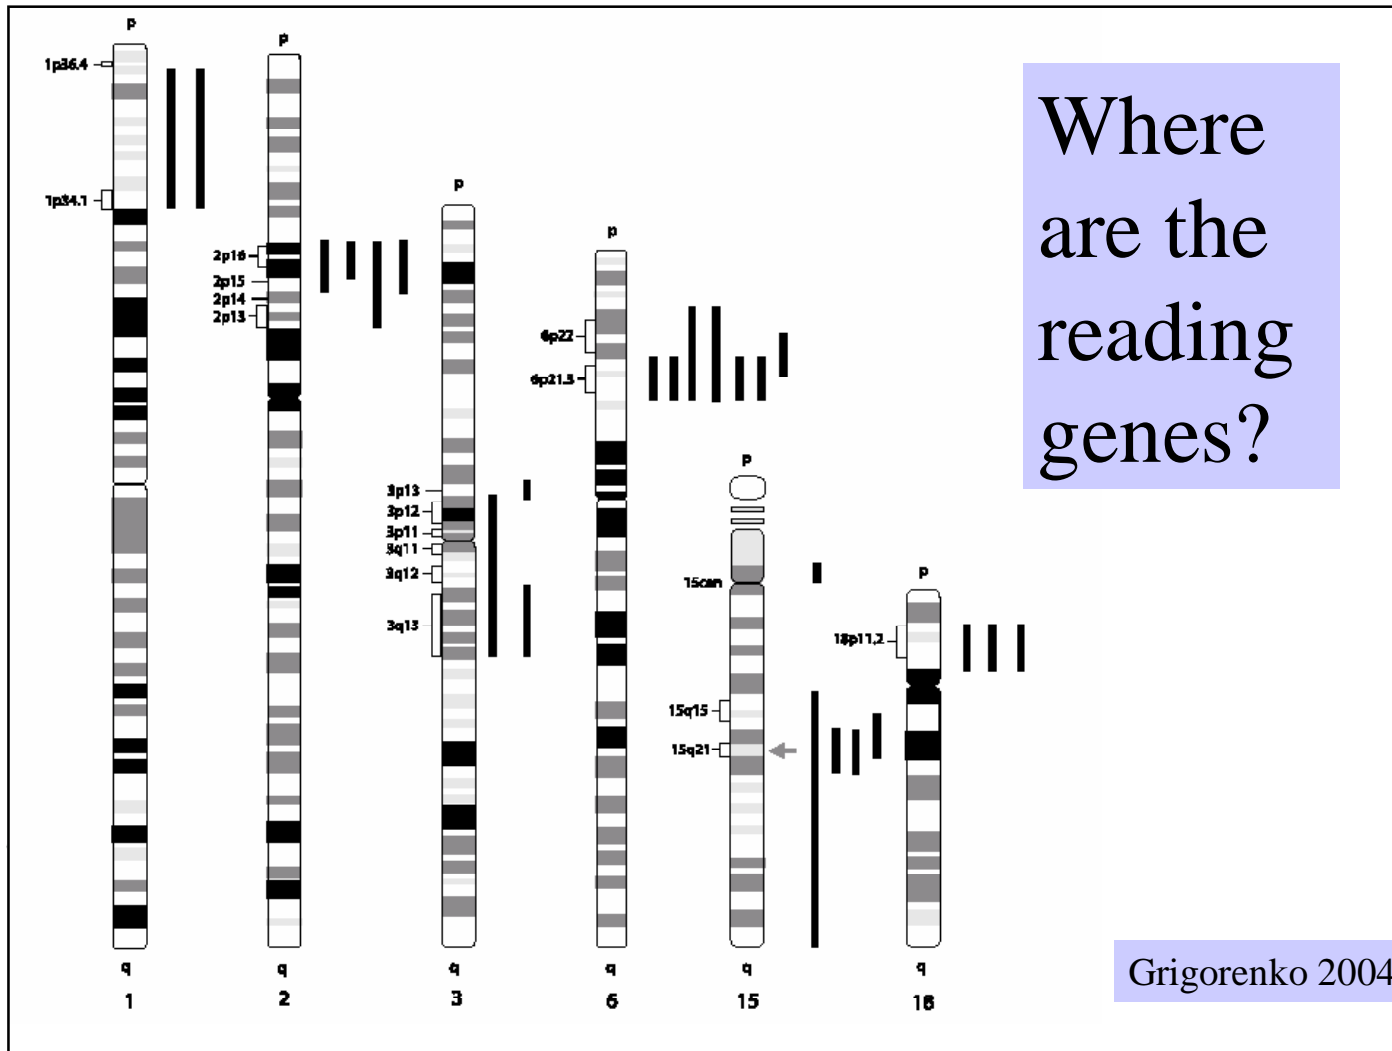 p
1p36.4
1p34.1
q
1
p
2p16
2p15
2p14
2p13
q
2
p
3p13
3p12
3p11
3q11
3q12
3q13
q
3
p
6p22
6p21.3
q
6
p
15cen
15q15
15q21
q
15
p
18p11.2
q
18
Where
are the
reading
genes?
Grigorenko 2004